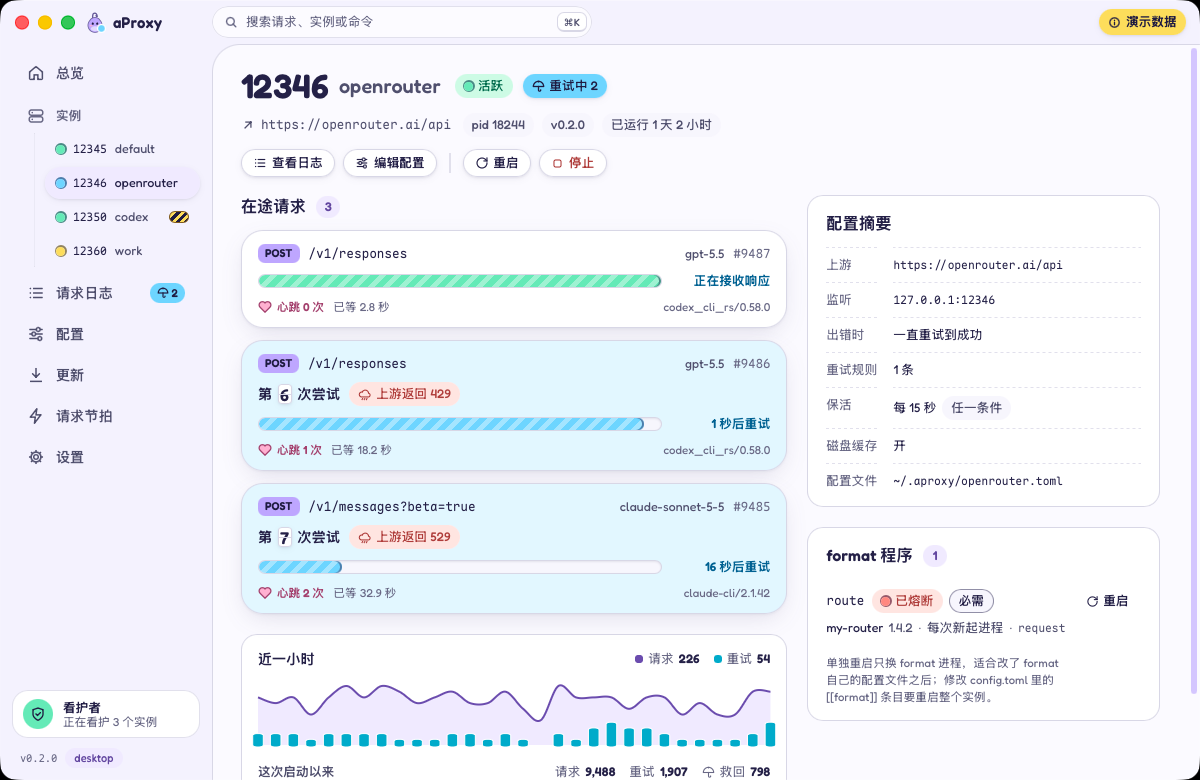 aProxy
搜索请求、实例或命令
⌘K
演示数据
总览
实例
12345 default
12346 openrouter
12350 codex
12360 work
请求日志 2
配置
更新
请求节拍
设置
看护者
正在看护 3 个实例
v0.2.0 desktop
12346 openrouter 活跃 重试中 2
https://openrouter.ai/api pid 18244 v0.2.0 已运行 1 天 2 小时
查看日志 编辑配置 重启 停止
在途请求 3
POST /v1/responses gpt-5.5 #9487
正在接收响应
心跳 0 次 已等 2.8 秒 codex_cli_rs/0.58.0
POST /v1/responses gpt-5.5 #9486
第 6 次尝试 上游返回 429
1 秒后重试
心跳 1 次 已等 18.2 秒 codex_cli_rs/0.58.0
POST /v1/messages?beta=true claude-sonnet-5-5 #9485
第 7 次尝试 上游返回 529
16 秒后重试
心跳 2 次 已等 32.9 秒 claude-cli/2.1.42
近一小时 请求 226 重试 54
这次启动以来 请求 9,488 重试 1,907 救回 798
配置摘要
上游 https://openrouter.ai/api
监听 127.0.0.1:12346
出错时 一直重试到成功
重试规则 1 条
保活 每 15 秒 任一条件
磁盘缓存 开
配置文件 ~/.aproxy/openrouter.toml
format 程序 1
route 已熔断 必需 重启
my-router 1.4.2 · 每次新起进程 · request
单独重启只换 format 进程，适合改了 format
自己的配置文件之后；修改 config.toml 里的
[[format]] 条目要重启整个实例。